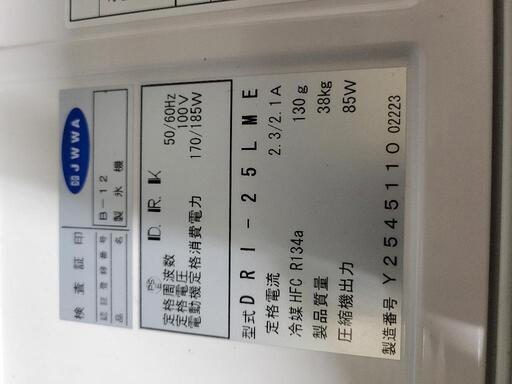 検査証印
JWWA
認証登録番号 B-12
品名 製氷機
D.I.R.K
定格周波数 50/60Hz
定格電圧 100V
電動機定格消費電力 170/185W
型式 DRI-25LME
定格電流 2.3/2.1A
冷媒 HFC R134a 130g
製品質量 38kg
圧縮機出力 85W
製造番号 Y2545110 02223